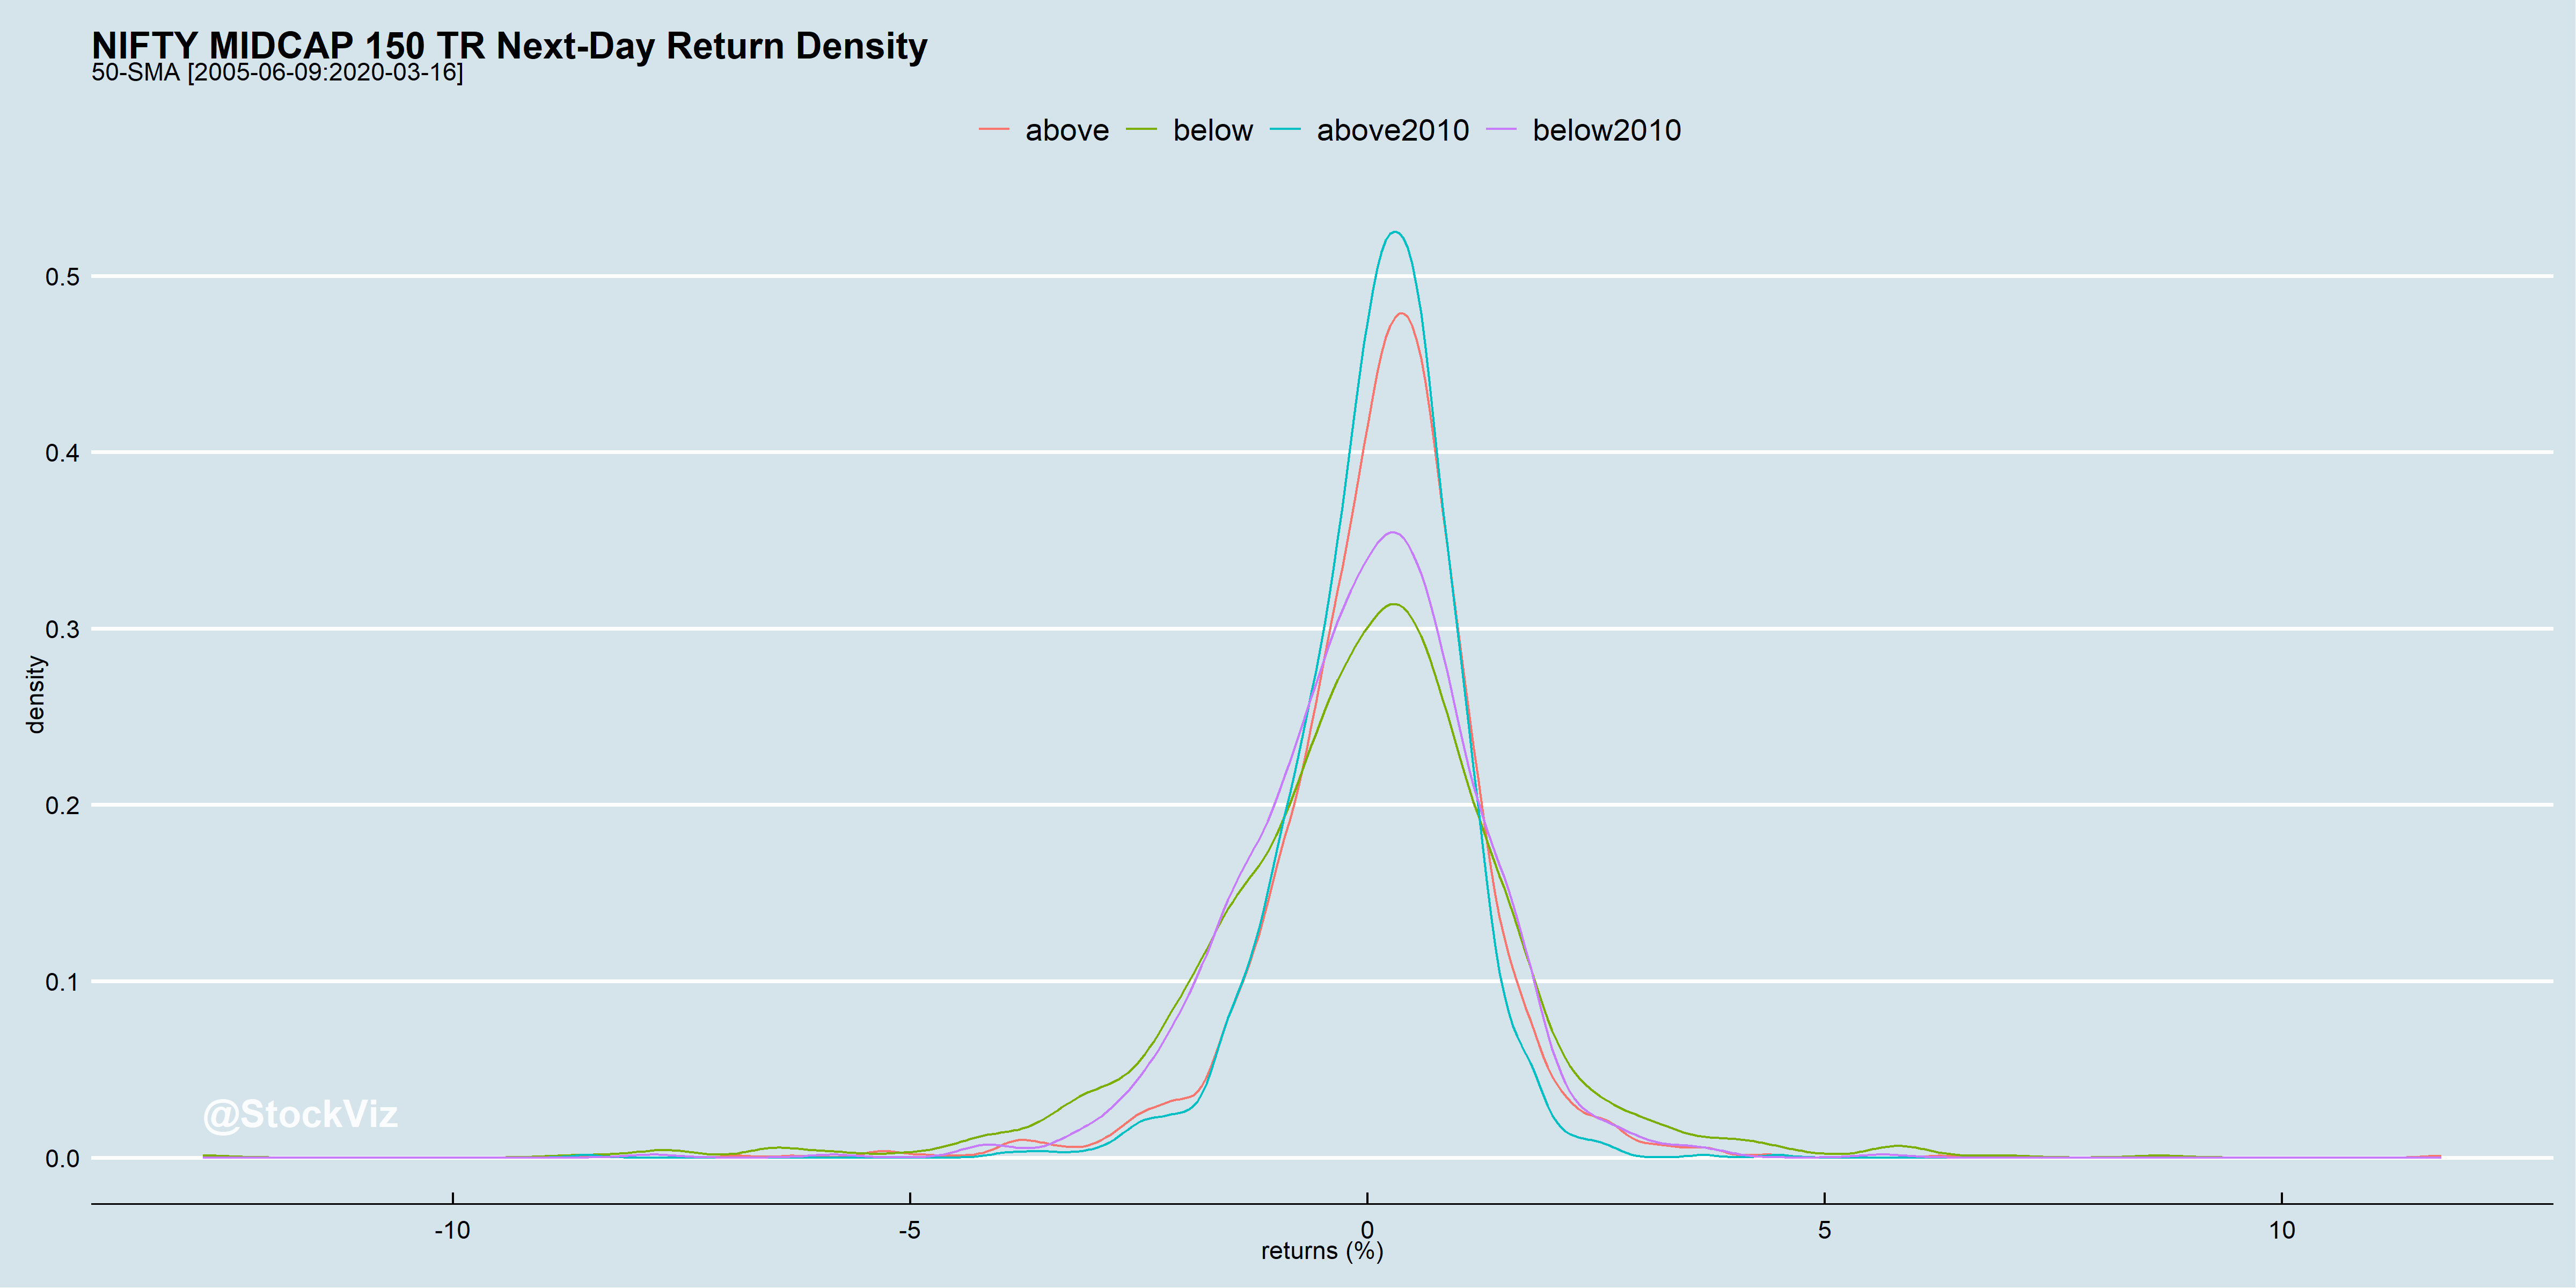 NIFTY MIDCAP 150 TR Next-Day Return Density
50-SMA [2005-06-09:2020-03-16]
above below above2010 below2010
0.5
0.4
0.3
0.2
0.1
0.0
density
@StockViz
-10 -5 0 5 10
returns (%)